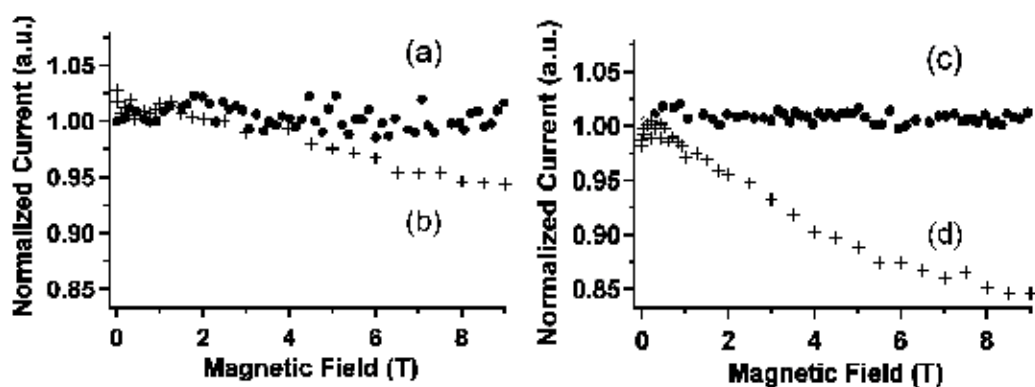 Normalized Current (a.u.)
1.05
1.00
0.95
0.90
0.85
(a)
(b)
0 2 4 6 8
Magnetic Field (T)
Normalized Current (a.u.)
1.05
1.00
0.95
0.90
0.85
(c)
(d)
0 2 4 6 8
Magnetic Field (T)